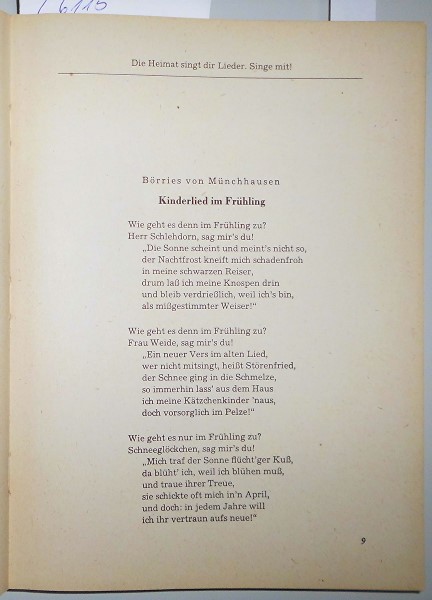 6115
Die Heimat singt dir Lieder. Singe mit!
Börries von Münchhausen
Kinderlied im Frühling
Wie geht es denn im Frühling zu?
Herr Schlehdorn, sag mir's du!
„Die Sonne scheint und meint's nicht so,
der Nachtfrost kneift mich schadenfroh
in meine schwarzen Reiser,
drum laß ich meine Knospen drin
und bleib verdrießlich, weil ich's bin,
als mißgestimmter Weiser!“
Wie geht es denn im Frühling zu?
Frau Weide, sag mir's du!
„Ein neuer Vers im alten Lied,
wer nicht mitsingt, heißt Störenfried,
der Schnee ging in die Schmelze,
so immerhin lass' aus dem Haus
ich meine Kätzchenkinder 'naus,
doch vorsorglich im Pelze!“
Wie geht es nur im Frühling zu?
Schneeglöckchen, sag mir's du!
„Mich traf der Sonne flücht'ger Kuß,
da blüht' ich, weil ich blühen muß,
und traue ihrer Treue,
sie schickte oft mich in'n April,
und doch: in jedem Jahre will
ich ihr vertraun aufs neue!“
9